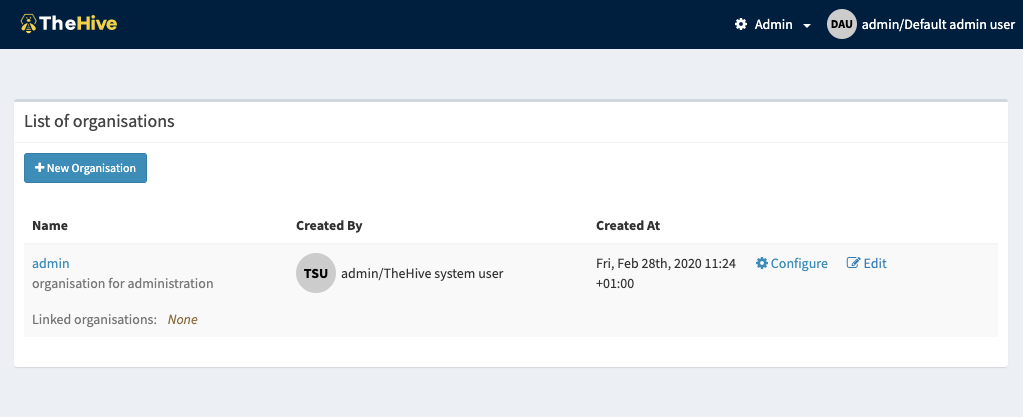 TheHive
Admin
DAU admin/Default admin user
List of organisations
New Organisation
Name Created By Created At
admin
organisation for administration
Linked organisations: None
TSU admin/TheHive system user
Fri, Feb 28th, 2020 11:24
+01:00
Configure Edit